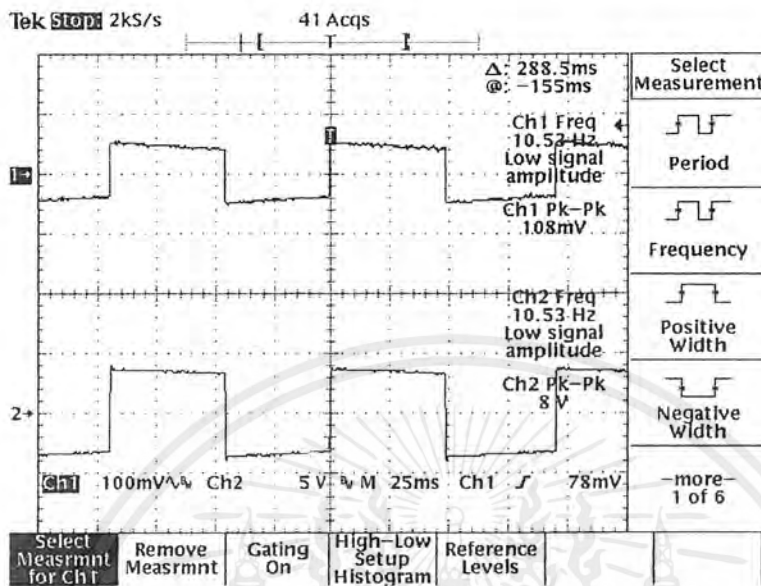 Tek Stop: 2kS/s 41 Acqs
T
Δ: 288.5ms
@: −155ms
Ch1 Freq
10.53 Hz
Low signal
amplitude
Ch1 Pk−Pk
108mV
1
T
Ch2 Freq
10.53 Hz
Low signal
amplitude
Ch2 Pk−Pk
8 V
2
Ch1 100mV Ch2 5 V M 25ms Ch1 78mV
Select
Measurement
Period
Frequency
Positive
Width
Negative
Width
−more−
1 of 6
Select
Measrmnt
for Ch1
Remove
Measrmnt
Gating
On
High−Low
Setup
Histogram
Reference
Levels